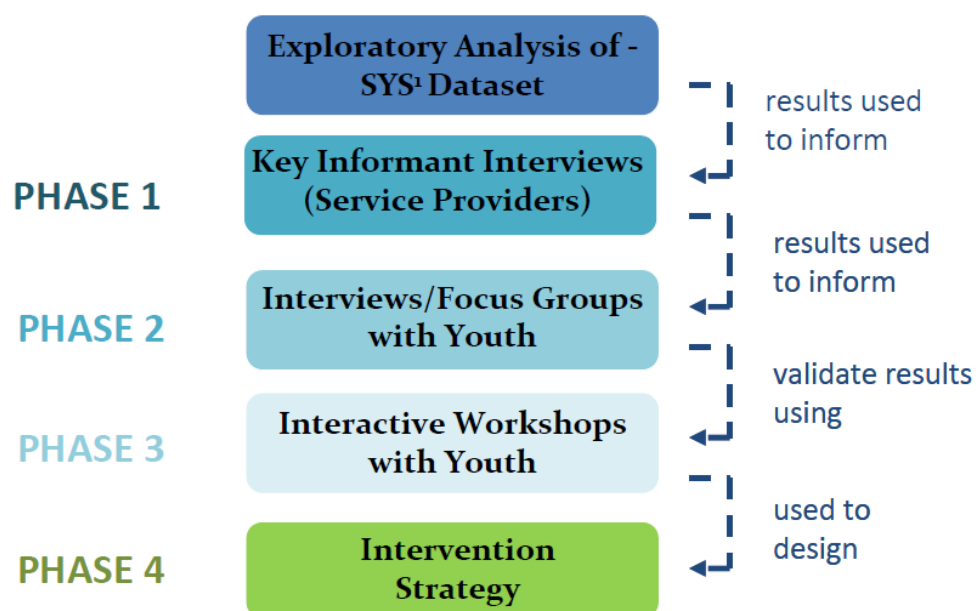 Exploratory Analysis of -
SYS¹ Dataset
results used
to inform
PHASE 1
Key Informant Interviews
(Service Providers)
results used
to inform
PHASE 2
Interviews/Focus Groups
with Youth
validate results
using
PHASE 3
Interactive Workshops
with Youth
used to
design
PHASE 4
Intervention
Strategy